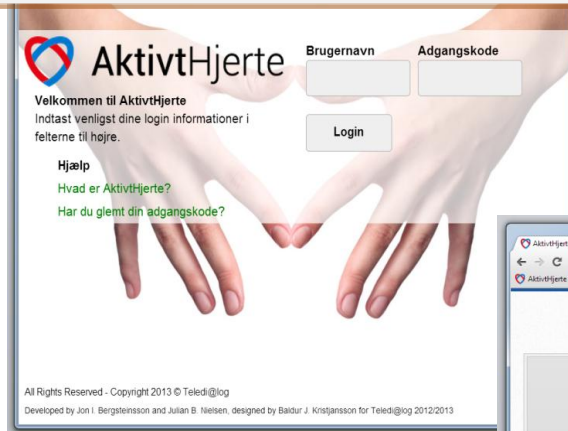 AktivtHjerte
Brugernavn Adgangskode
Velkommen til AktivtHjerte
Indtast venligst dine login informationer i
felterne til højre.
Login
Hjælp
Hvad er AktivtHjerte?
Har du glemt din adgangskode?
AktivtHjert
AktivtHjerte
All Rights Reserved - Copyright 2013 © Teledi@log
Developed by Jon I. Bergsteinsson and Julian B. Nielsen, designed by Baldur J. Kristjansson for Teledi@log 2012/2013